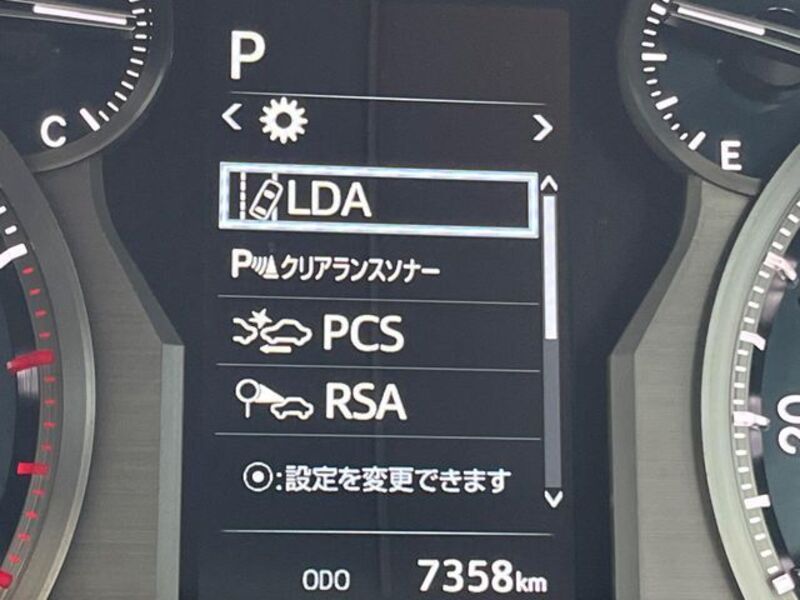 P
C
E
LDA
P クリアランスソナー
PCS
RSA
:設定を変更できます
20
ODO 7358km